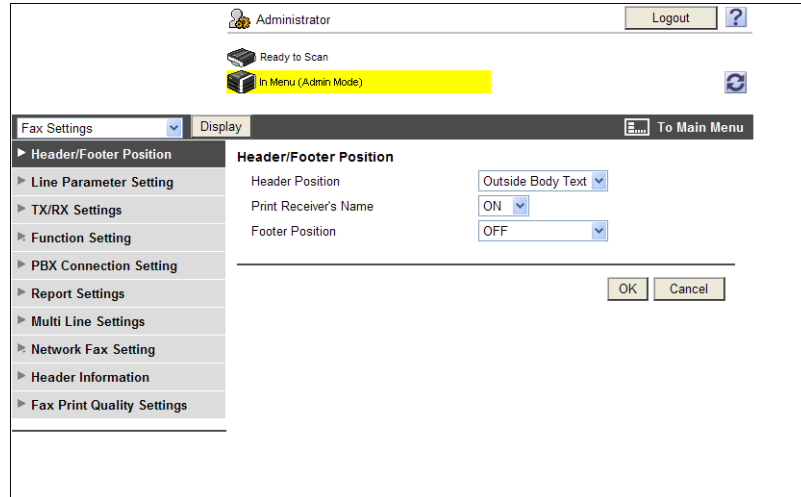 Administrator
Logout
?
Ready to Scan
In Menu (Admin Mode)
Fax Settings
Display
To Main Menu
Header/Footer Position
Line Parameter Setting
TX/RX Settings
Function Setting
PBX Connection Setting
Report Settings
Multi Line Settings
Network Fax Setting
Header Information
Fax Print Quality Settings
Header/Footer Position
Header Position Outside Body Text
Print Receiver's Name ON
Footer Position OFF
OK Cancel